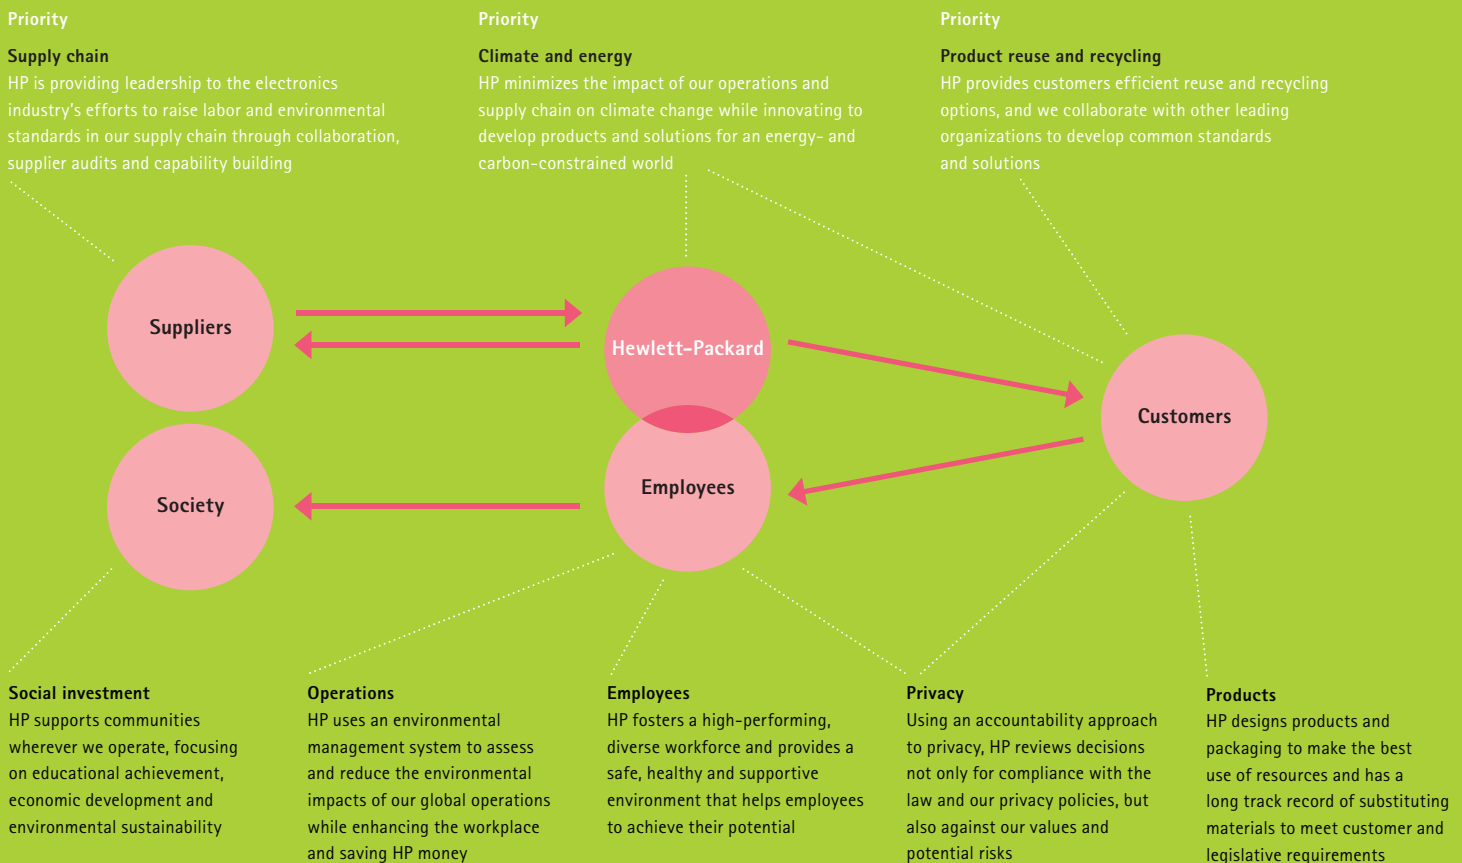 Priority
Supply chain
HP is providing leadership to the electronics
industry's efforts to raise labor and environmental
standards in our supply chain through collaboration,
supplier audits and capability building
Priority
Climate and energy
HP minimizes the impact of our operations and
supply chain on climate change while innovating to
develop products and solutions for an energy- and
carbon-constrained world
Priority
Product reuse and recycling
HP provides customers efficient reuse and recycling
options, and we collaborate with other leading
organizations to develop common standards
and solutions
Suppliers
Hewlett-Packard
Customers
Society
Employees
Social investment
HP supports communities
wherever we operate, focusing
on educational achievement,
economic development and
environmental sustainability
Operations
HP uses an environmental
management system to assess
and reduce the environmental
impacts of our global operations
while enhancing the workplace
and saving HP money
Employees
HP fosters a high-performing,
diverse workforce and provides a
safe, healthy and supportive
environment that helps employees
to achieve their potential
Privacy
Using an accountability approach
to privacy, HP reviews decisions
not only for compliance with the
law and our privacy policies, but
also against our values and
potential risks
Products
HP designs products and
packaging to make the best
use of resources and has a
long track record of substituting
materials to meet customer and
legislative requirements